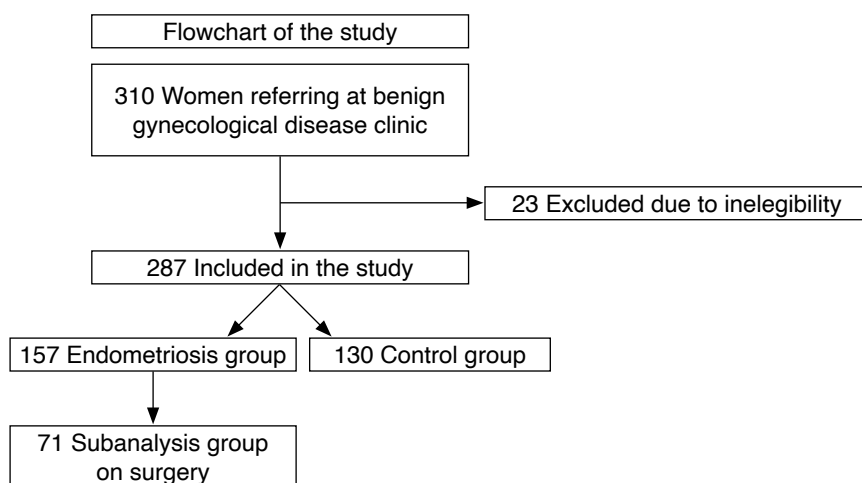 Flowchart of the study
310 Women referring at benign
gynecological disease clinic
23 Excluded due to inelegibility
287 Included in the study
157 Endometriosis group
130 Control group
71 Subanalysis group
on surgery